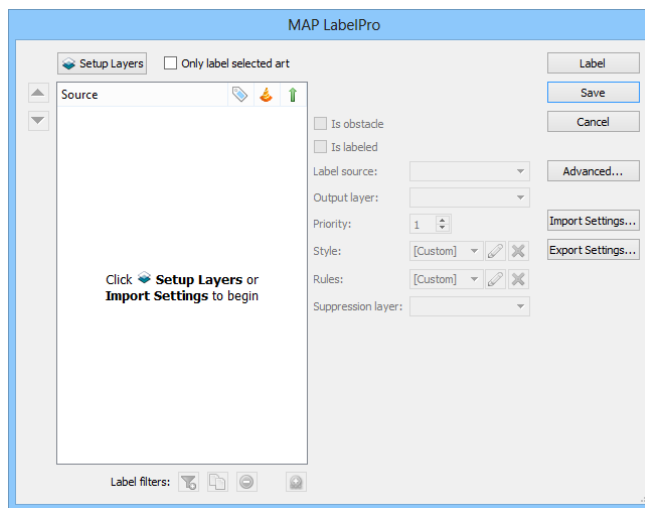 MAP LabelPro
Setup Layers
Only label selected art
Label
Source
Save
Cancel
Is obstacle
Is labeled
Label source:
Advanced...
Output layer:
Priority:
1
Import Settings...
Style:
[Custom]
Export Settings...
Click Setup Layers or
Import Settings to begin
Rules:
[Custom]
Suppression layer:
Label filters: